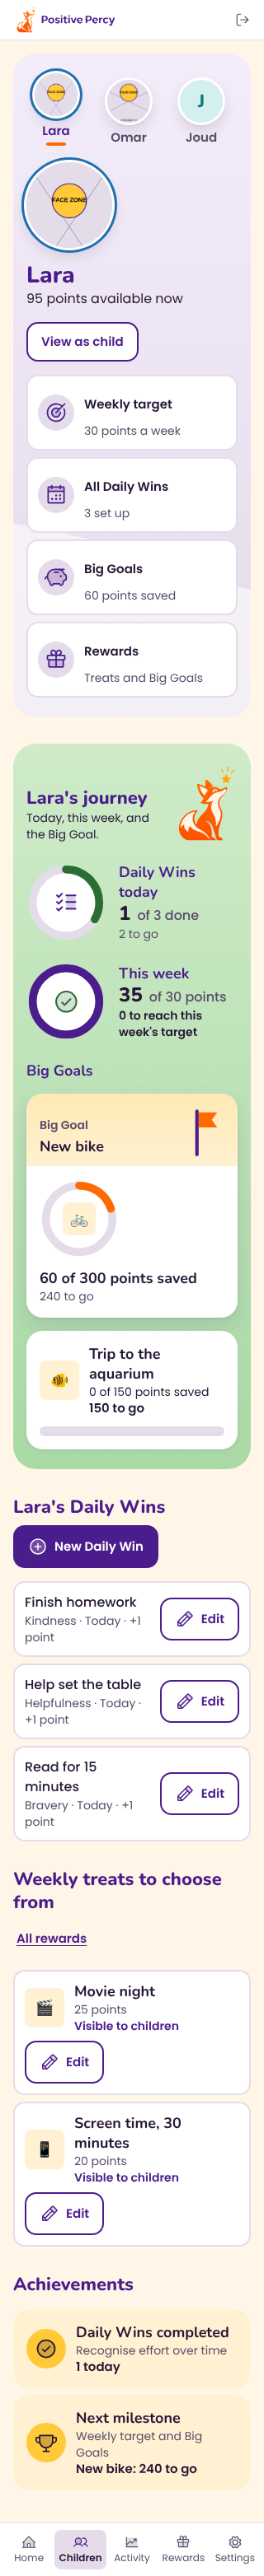 Positive Percy
FACE ZONE
FACE ZONE
J
Lara
Omar
Joud
FACE ZONE
Lara
95 points available now
View as child
Weekly target
30 points a week
All Daily Wins
3 set up
Big Goals
60 points saved
Rewards
Treats and Big Goals
Lara's journey
Today, this week, and
the Big Goal.
Daily Wins
today
1 of 3 done
2 to go
This week
35 of 30 points
0 to reach this
week's target
Big Goals
Big Goal
New bike
60 of 300 points saved
240 to go
Trip to the
aquarium
0 of 150 points saved
150 to go
Lara's Daily Wins
New Daily Win
Finish homework
Kindness · Today · +1
point
Edit
Help set the table
Helpfulness · Today ·
+1 point
Edit
Read for 15
minutes
Bravery · Today · +1
point
Edit
Weekly treats to choose
from
All rewards
Movie night
25 points
Visible to children
Edit
Screen time, 30
minutes
20 points
Visible to children
Edit
Achievements
Daily Wins completed
Recognise effort over time
1 today
Next milestone
Weekly target and Big
Goals
New bike: 240 to go
Home
Children
Activity
Rewards
Settings